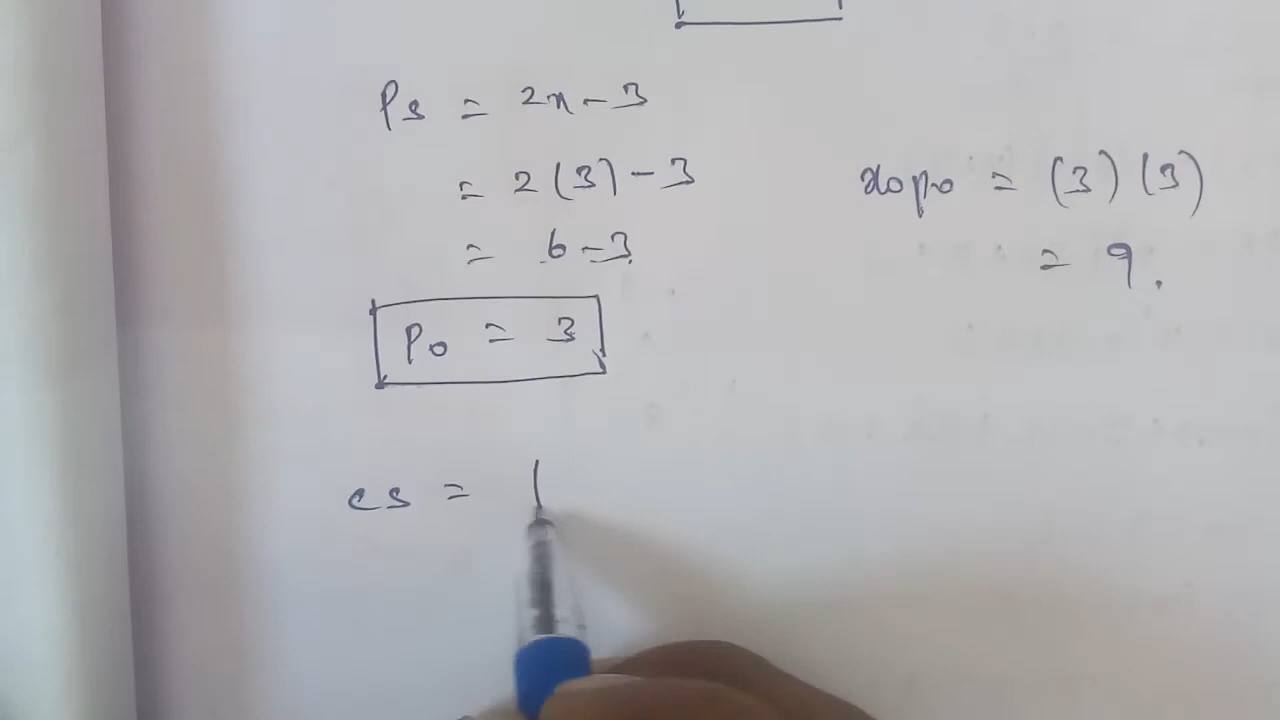 Ps = 2x - 3
= 2(3) - 3
= 6 - 3
P0 = 3
x0p0 = (3) (3)
= 9.
cs =